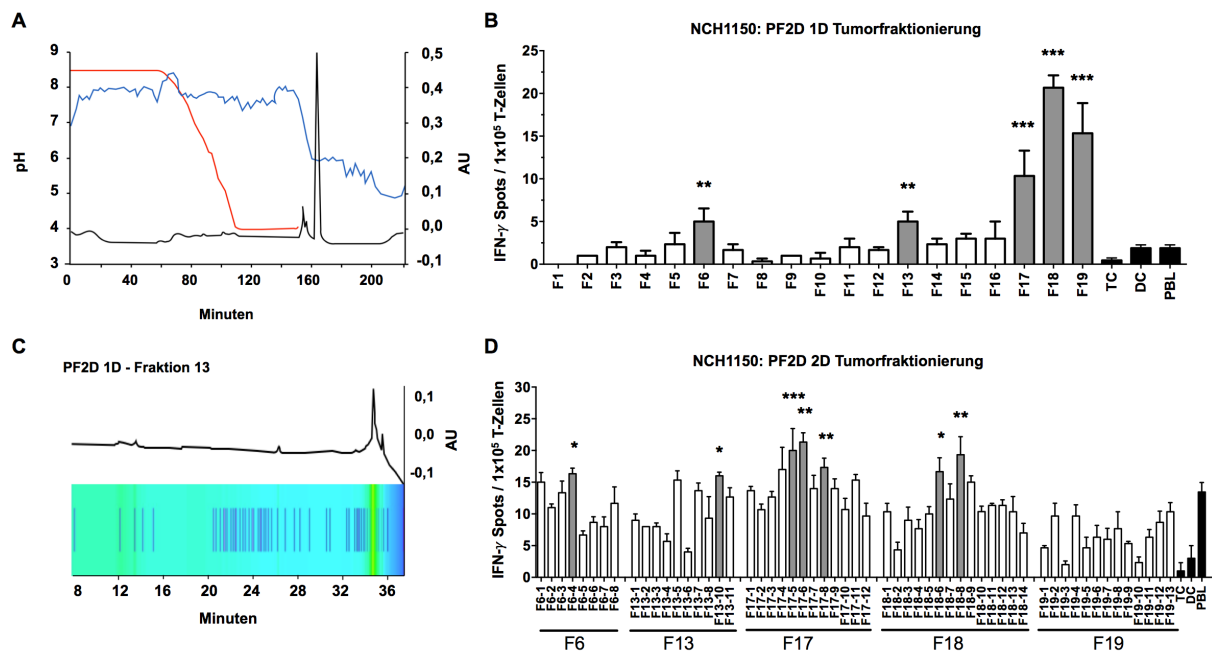 A
9
8
7
6
5
4
3
pH
0,5
0,4
0,3
0,2
0,1
0,0
-0,1
AU
0 40 80 120 160 200
Minuten
B
NCH1150: PF2D 1D Tumorfraktionierung
IFN-γ Spots / 1x10⁵ T-Zellen
25
20
15
10
5
0
** ** *** *** ***
F1 F2 F3 F4 F5 F6 F7 F8 F9 F10 F11 F12 F13 F14 F15 F16 F17 F18 F19 TC DC PBL
C
PF2D 1D - Fraktion 13
0,1
0,0
-0,1
AU
8 12 16 20 24 28 32 36
Minuten
D
NCH1150: PF2D 2D Tumorfraktionierung
IFN-γ Spots / 1x10⁵ T-Zellen
30
25
20
15
10
5
0
* * *** ** ** * **
F6-1 F6-2 F6-3 F6-4 F6-5 F6-6 F6-7 F6-8
F13-1 F13-2 F13-3 F13-4 F13-5 F13-6 F13-7 F13-8 F13-10 F13-11
F17-1 F17-2 F17-3 F17-4 F17-5 F17-6 F17-7 F17-8 F17-9 F17-10 F17-11 F17-12
F18-1 F18-2 F18-3 F18-4 F18-5 F18-6 F18-7 F18-8 F18-9 F18-10 F18-11 F18-12 F18-13 F18-14
F19-1 F19-2 F19-3 F19-4 F19-5 F19-6 F19-7 F19-8 F19-9 F19-10 F19-11 F19-12 F19-13 TC DC PBL
F6 F13 F17 F18 F19